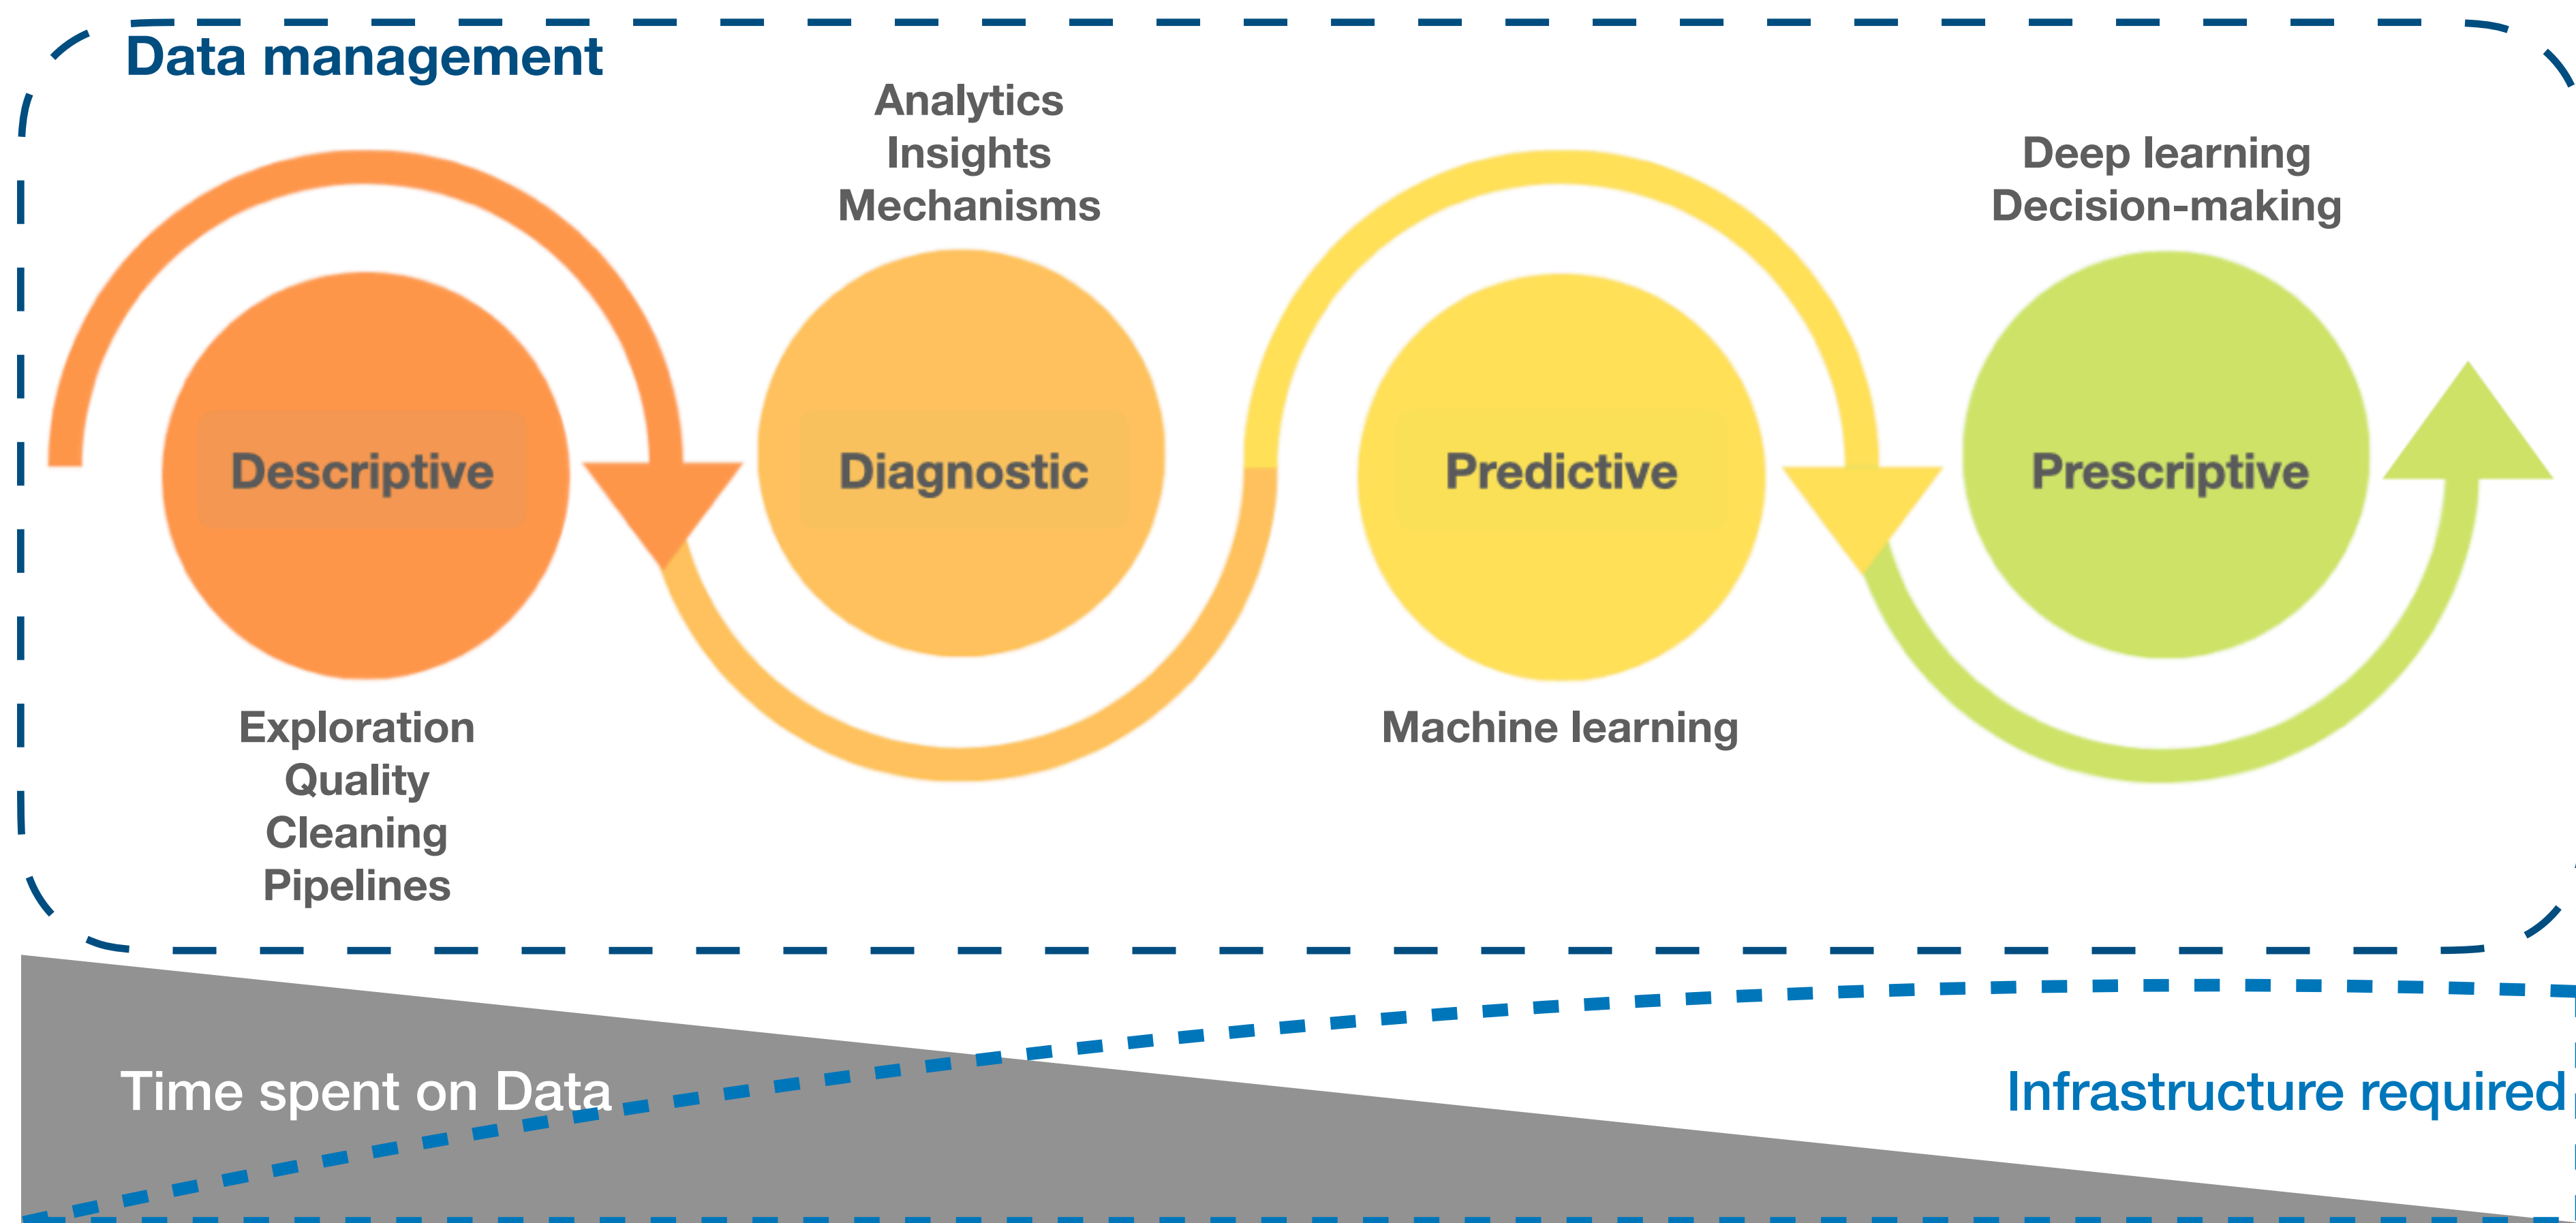 Data management
Analytics
Insights
Mechanisms
Deep learning
Decision-making
Descriptive
Diagnostic
Predictive
Prescriptive
Exploration
Quality
Cleaning
Pipelines
Machine learning
Time spent on Data
Infrastructure required